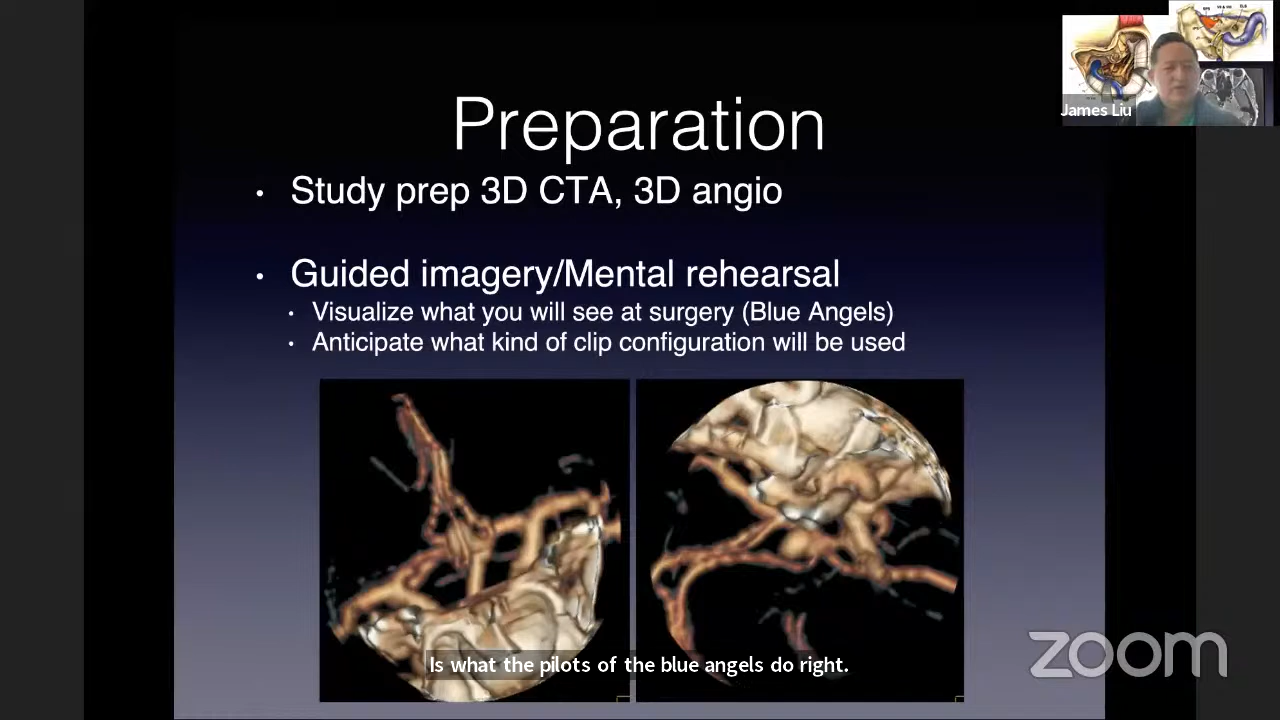 James Liu
Preparation
• Study prep 3D CTA, 3D angio
• Guided imagery/Mental rehearsal
• Visualize what you will see at surgery (Blue Angels)
• Anticipate what kind of clip configuration will be used
Is what the pilots of the blue angels do right.
zoom